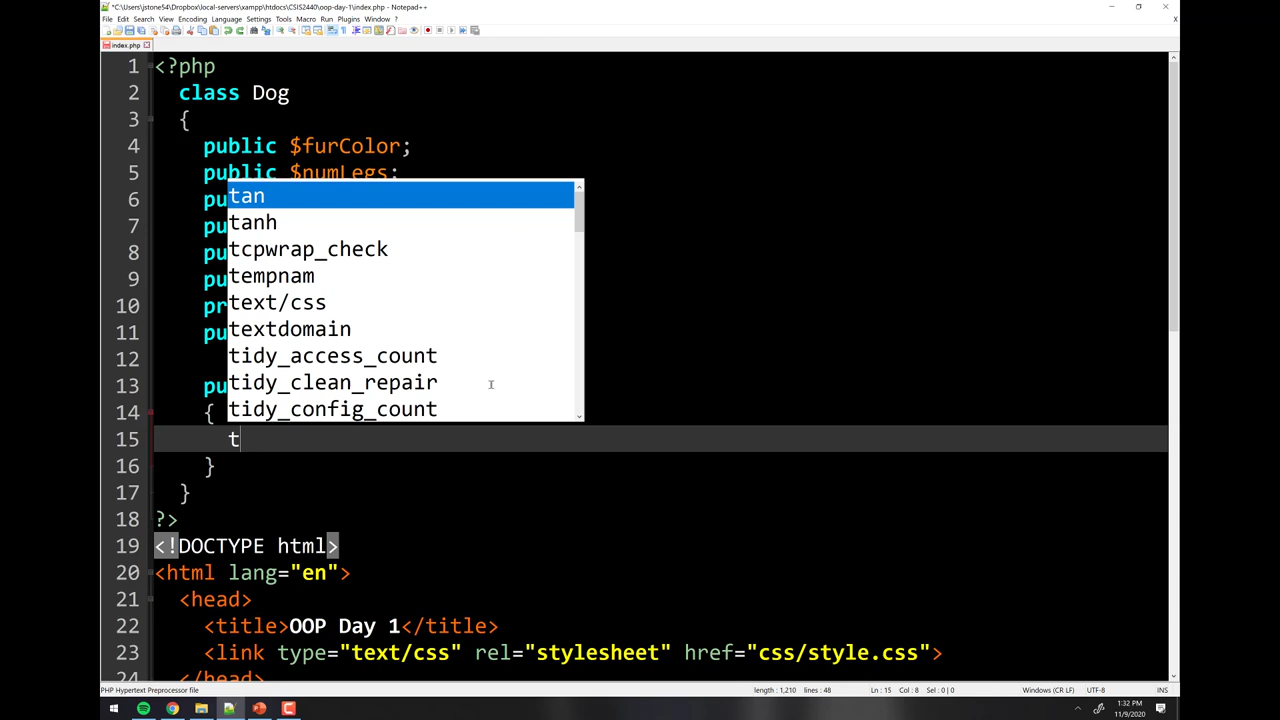 *C:\Users\jstone54\Dropbox\local-servers\xampp\htdocs\CSIS2440\oop-day-1\index.php - Notepad++
File Edit Search View Encoding Language Settings Tools Macro Run Plugins Window ?
X
index.php
1 <?php
2 class Dog
3 {
4 public $furColor;
5 public $numLegs;
6 pu
7 pu
8 pu
9 pu
10 pr
11 pu
12
13 pu
tan
tanh
tcpwrap_check
tempnam
text/css
textdomain
tidy_access_count
tidy_clean_repair
tidy_config_count
14 {
15 t
16 }
17 }
18 ?>
19 <!DOCTYPE html>
20 <html lang="en">
21 <head>
22 <title>OOP Day 1</title>
23 <link type="text/css" rel="stylesheet" href="css/style.css">
24 </head>
PHP Hypertext Preprocessor file length : 1,210 lines : 48 Ln : 15 Col : 8 Sel : 0 | 0 Windows (CR LF) UTF-8 INS
1:32 PM
11/9/2020